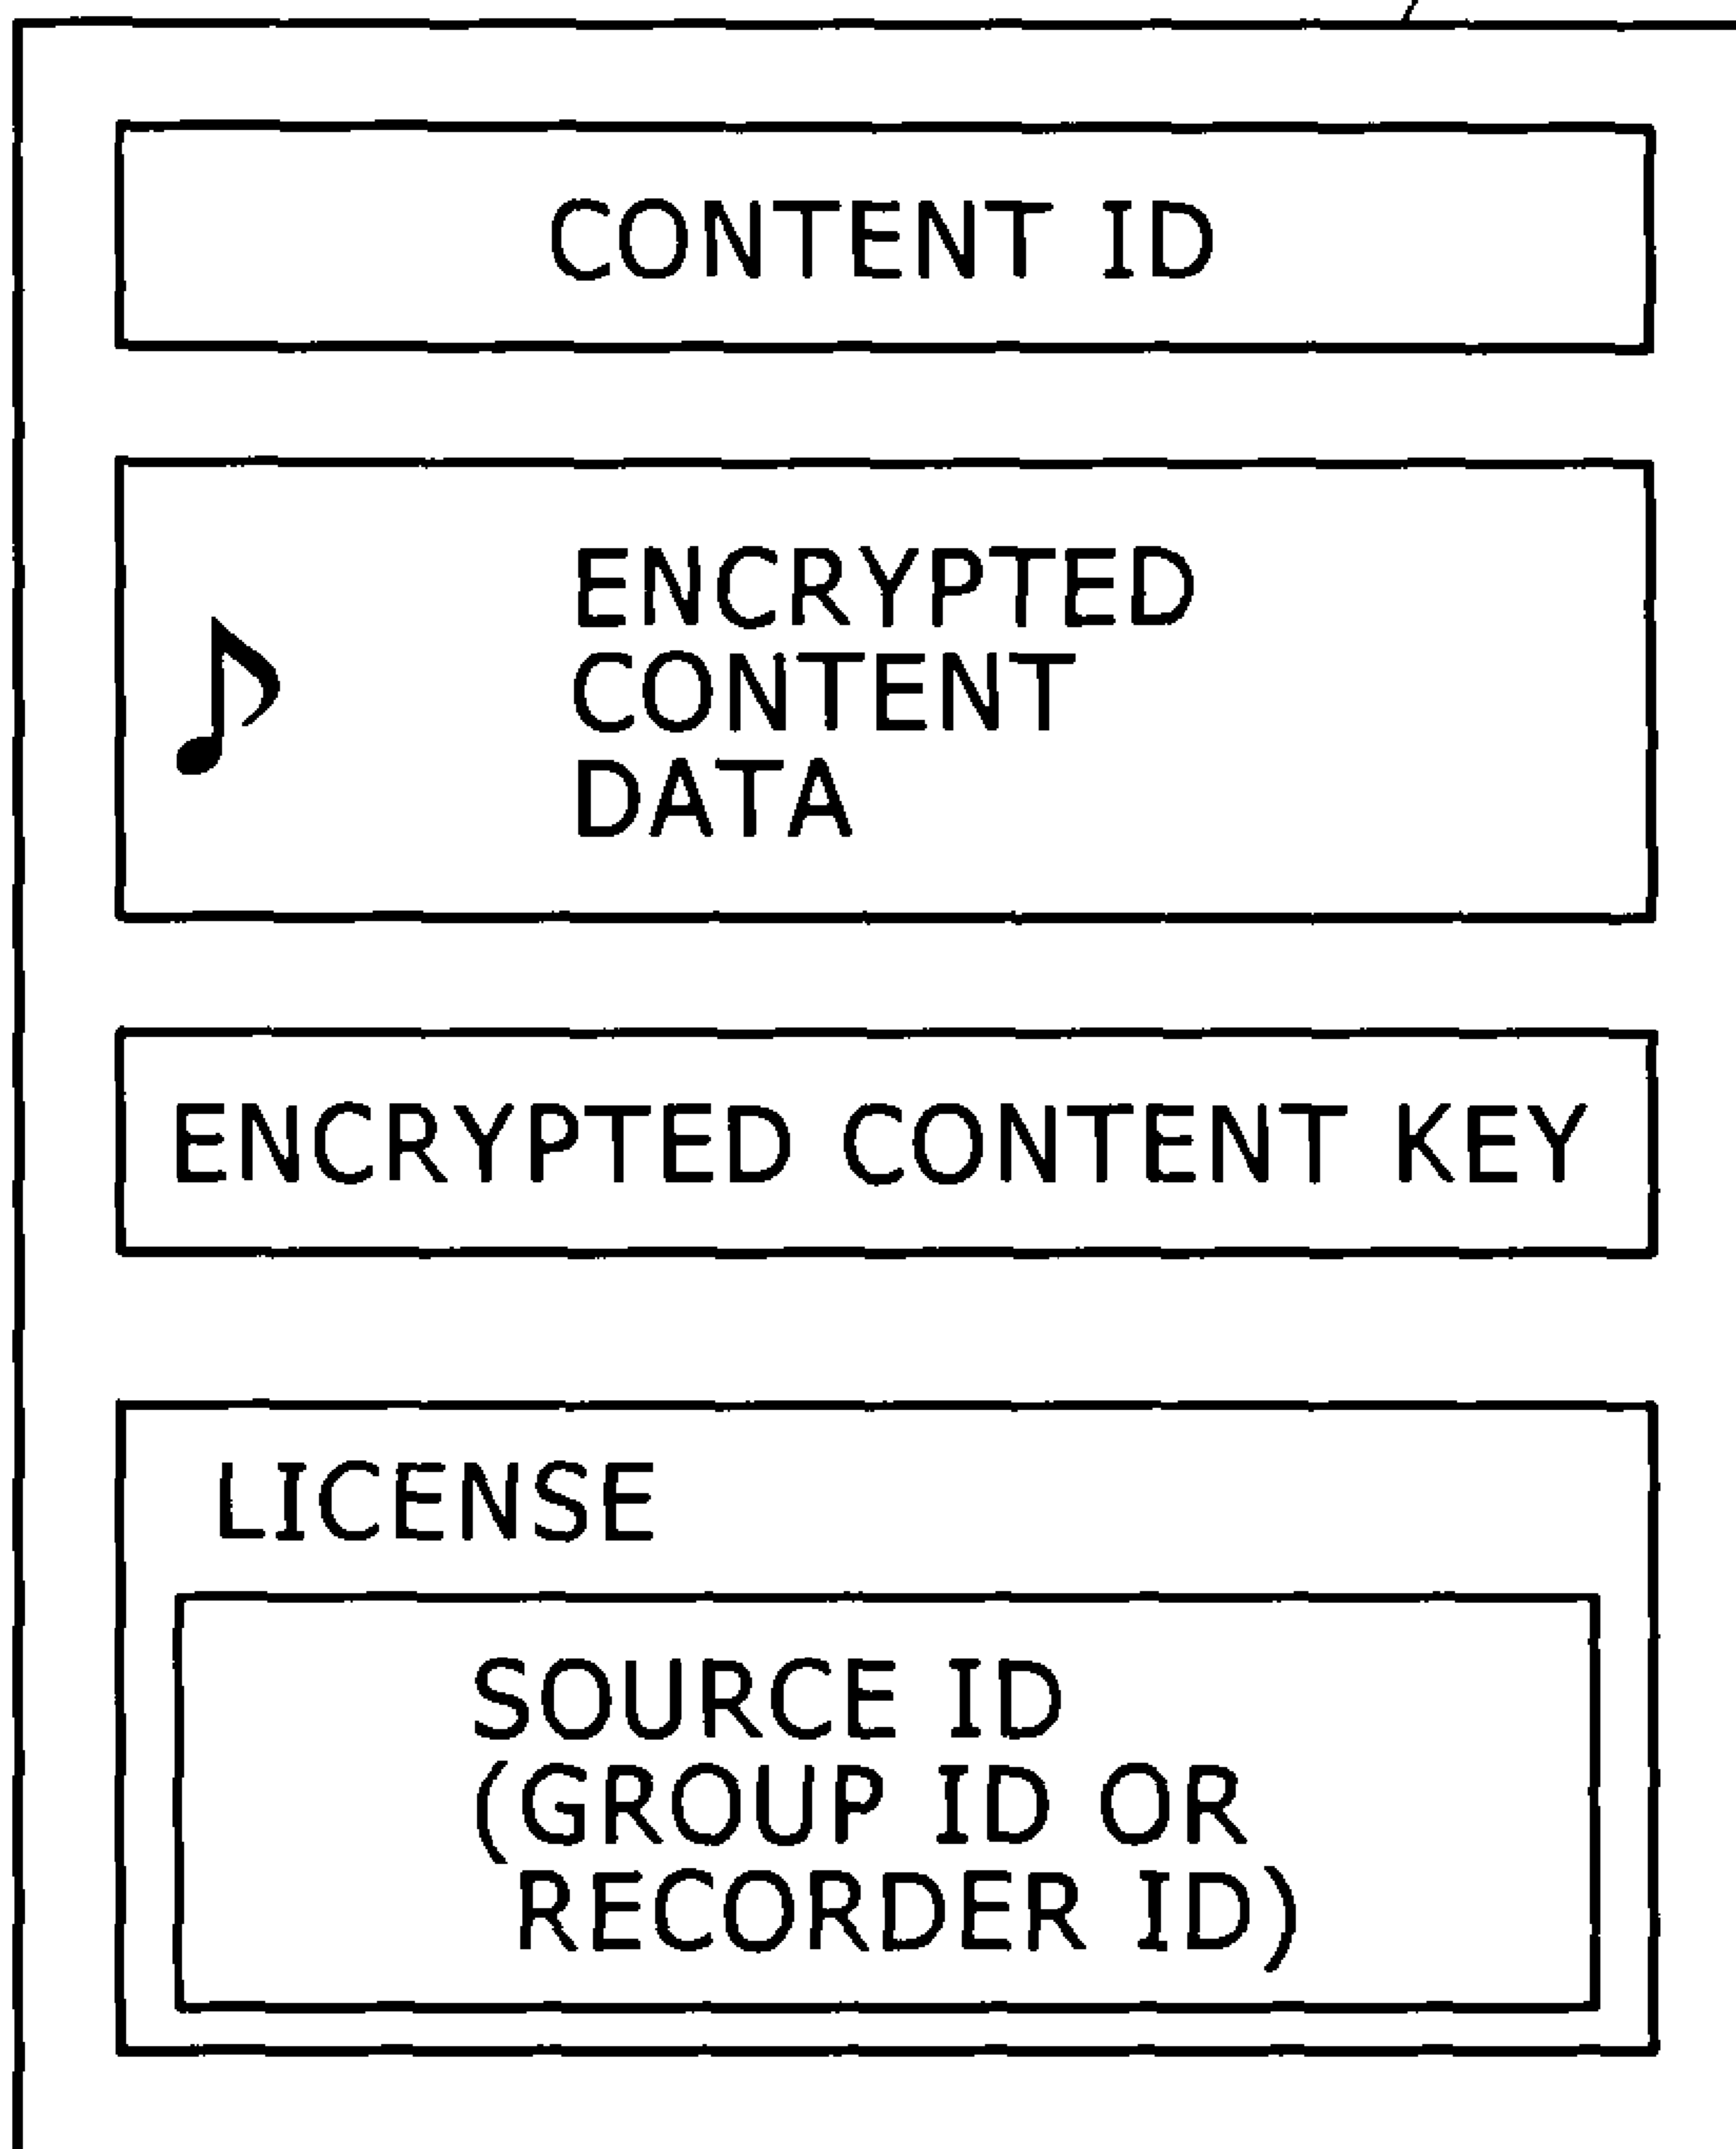 CONTENT ID
ENCRYPTED
CONTENT
DATA
ENCRYPTED CONTENT KEY
LICENSE
SOURCE ID
(GROUP ID OR
RECORDER ID)